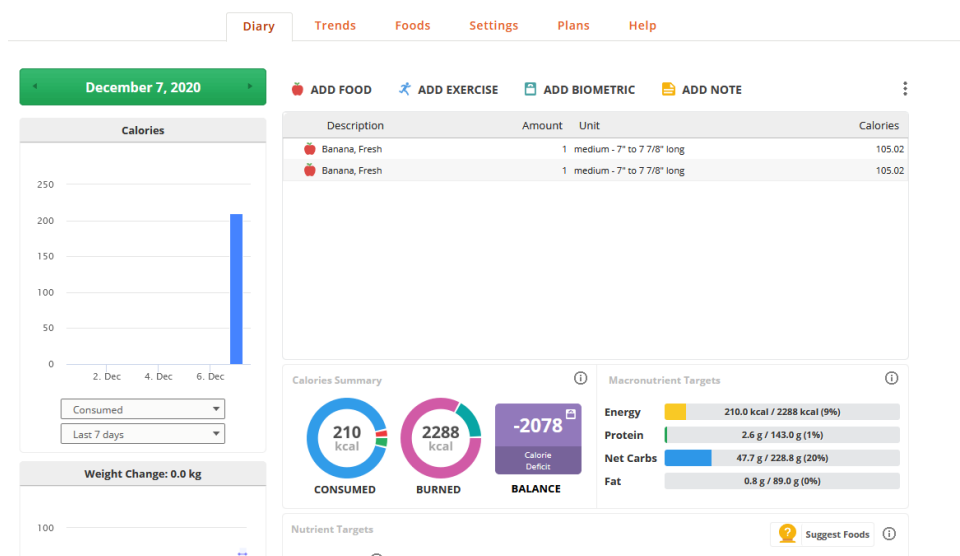 Diary Trends Foods Settings Plans Help
December 7, 2020
ADD FOOD ADD EXERCISE ADD BIOMETRIC ADD NOTE
Calories
Description Amount Unit Calories
Banana, Fresh 1 medium - 7" to 7 7/8" long 105.02
Banana, Fresh 1 medium - 7" to 7 7/8" long 105.02
250
200
150
100
50
0
2. Dec 4. Dec 6. Dec
Consumed
Last 7 days
Weight Change: 0.0 kg
100
Calories Summary
210
kcal
CONSUMED
2288
kcal
BURNED
-2078
Calorie
Deficit
BALANCE
Macronutrient Targets
Energy 210.0 kcal / 2288 kcal (9%)
Protein 2.6 g / 143.0 g (1%)
Net Carbs 47.7 g / 228.8 g (20%)
Fat 0.8 g / 89.0 g (0%)
Nutrient Targets
Suggest Foods